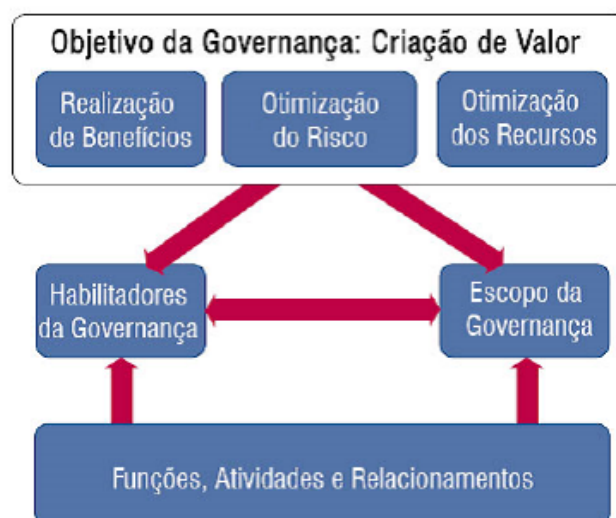 Objetivo da Governança: Criação de Valor
Realização
de Benefícios
Otimização
do Risco
Otimização
dos Recursos
Habilitadores
da Governança
Escopo da
Governança
Funções, Atividades e Relacionamentos